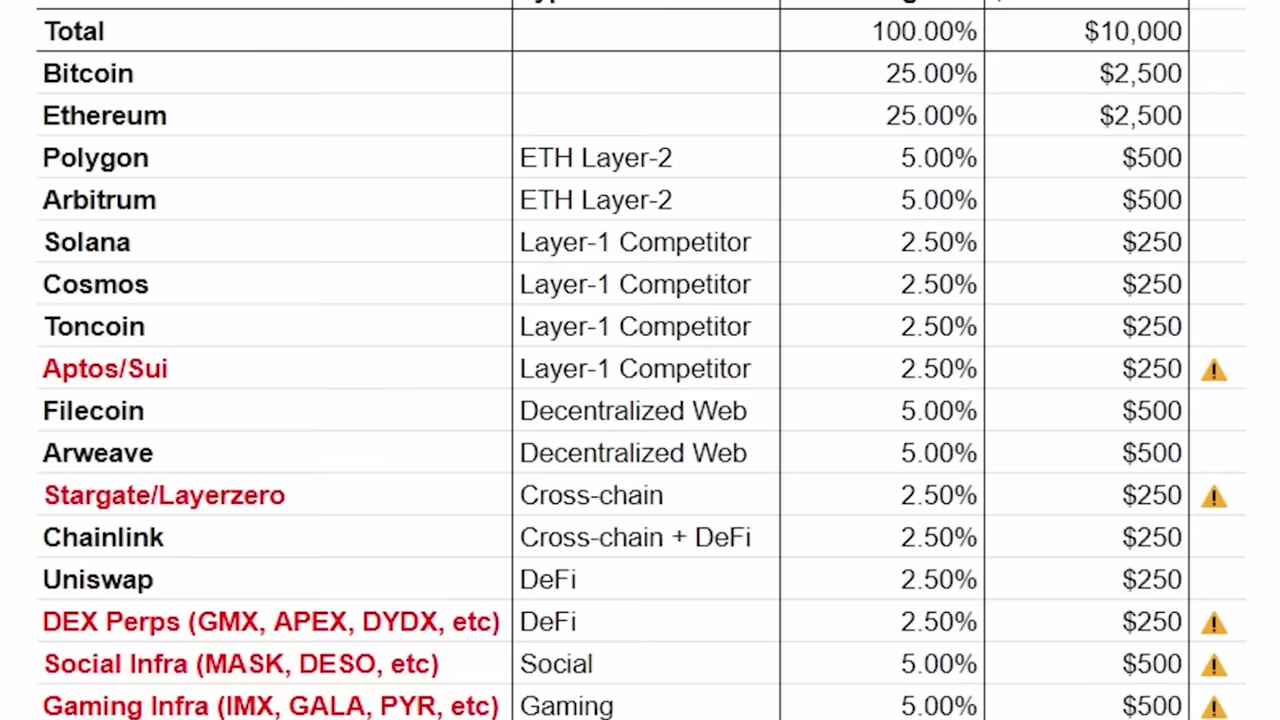 Total 100.00% $10,000
Bitcoin 25.00% $2,500
Ethereum 25.00% $2,500
Polygon ETH Layer-2 5.00% $500
Arbitrum ETH Layer-2 5.00% $500
Solana Layer-1 Competitor 2.50% $250
Cosmos Layer-1 Competitor 2.50% $250
Toncoin Layer-1 Competitor 2.50% $250
Aptos/Sui Layer-1 Competitor 2.50% $250
Filecoin Decentralized Web 5.00% $500
Arweave Decentralized Web 5.00% $500
Stargate/Layerzero Cross-chain 2.50% $250
Chainlink Cross-chain + DeFi 2.50% $250
Uniswap DeFi 2.50% $250
DEX Perps (GMX, APEX, DYDX, etc) DeFi 2.50% $250
Social Infra (MASK, DESO, etc) Social 5.00% $500
Gaming Infra (IMX, GALA, PYR, etc) Gaming 5.00% $500